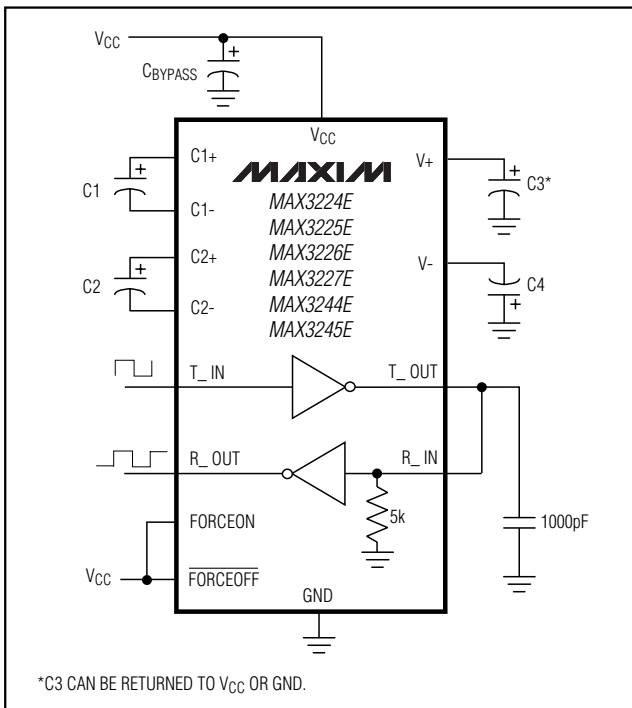 VCC
CBYPASS
+
VCC
C1+
C1
+
C1-
C2+
C2
+
C2-
MAXIM
MAX3224E
MAX3225E
MAX3226E
MAX3227E
MAX3244E
MAX3245E
V+
+
C3*
V-
C4
+
T_ IN
T_ OUT
R_ OUT
R_ IN
5k
1000pF
FORCEON
VCC
FORCEOFF
GND
*C3 CAN BE RETURNED TO VCC OR GND.